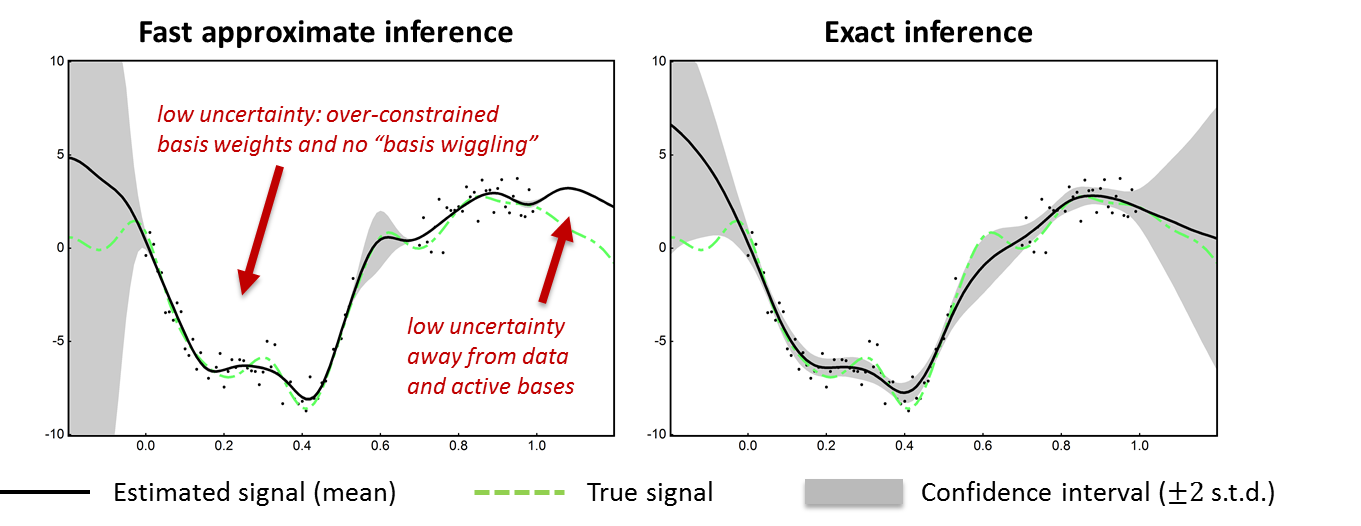 Fast approximate inference
10
5
0
-5
-10
0.0 0.2 0.4 0.6 0.8 1.0
low uncertainty: over-constrained
basis weights and no “basis wiggling”
low uncertainty
away from data
and active bases
Exact inference
10
5
0
-5
-10
0.0 0.2 0.4 0.6 0.8 1.0
Estimated signal (mean) True signal Confidence interval (±2 s.t.d.)